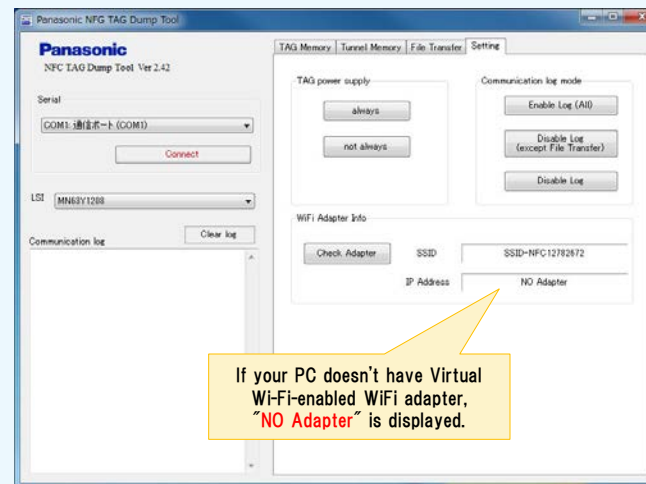 Panasonic NFG TAG Dump Tool
Panasonic
NFC TAG Dump Tool Ver 2.42
Serial
COM1: 通信ポート (COM1)
Connect
LSI
MN63Y1208
Communication log
Clear log
TAG Memory
Tunnel Memory
File Transfer
Setting
TAG power supply
always
not always
Communication log mode
Enable Log (All)
Disable Log
(except File Transfer)
Disable Log
WiFi Adapter Info
Check Adapter
SSID
SSID-NFC12782672
IP Address
NO Adapter
If your PC doesn't have Virtual
Wi-Fi-enabled WiFi adapter,
"NO Adapter" is displayed.